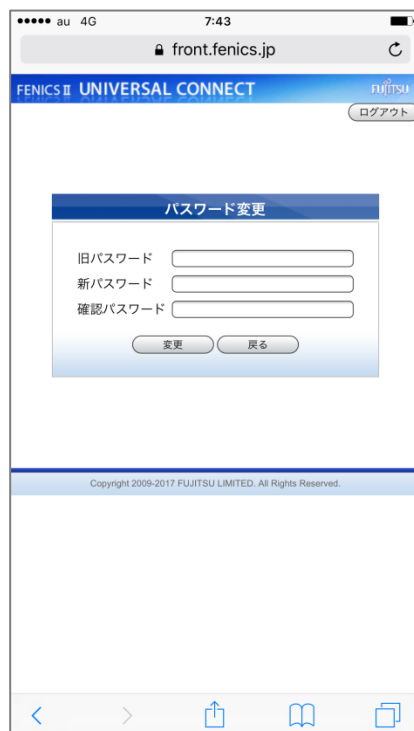 au 4G 7:43
front.fenics.jp
FENICSⅡ UNIVERSAL CONNECT FUJITSU
ログアウト
パスワード変更
旧パスワード
新パスワード
確認パスワード
変更 戻る
Copyright 2009-2017 FUJITSU LIMITED. All Rights Reserved.